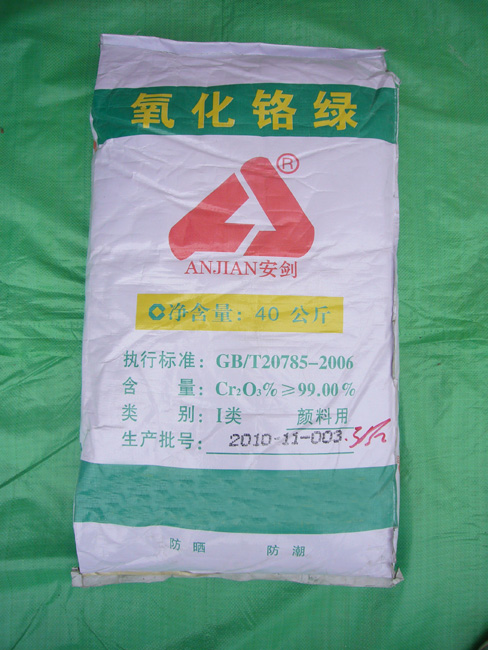 氧化铬绿
®
ANJIAN安剑
净含量: 40 公斤
执行标准: GB/T20785-2006
含 量: Cr₂O₃% ≥99.00%
类 别: I类 颜料用
生产批号: 2010-11-003.
防晒 防潮